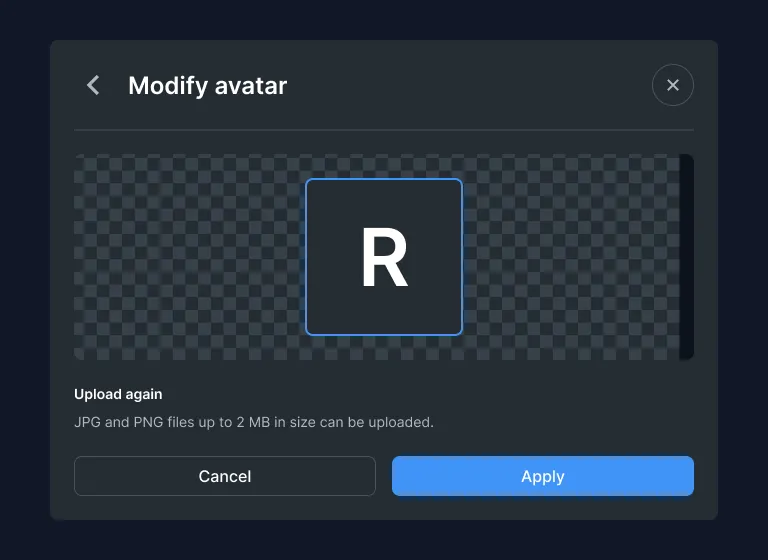 Modify avatar
R
Upload again
JPG and PNG files up to 2 MB in size can be uploaded.
Cancel
Apply